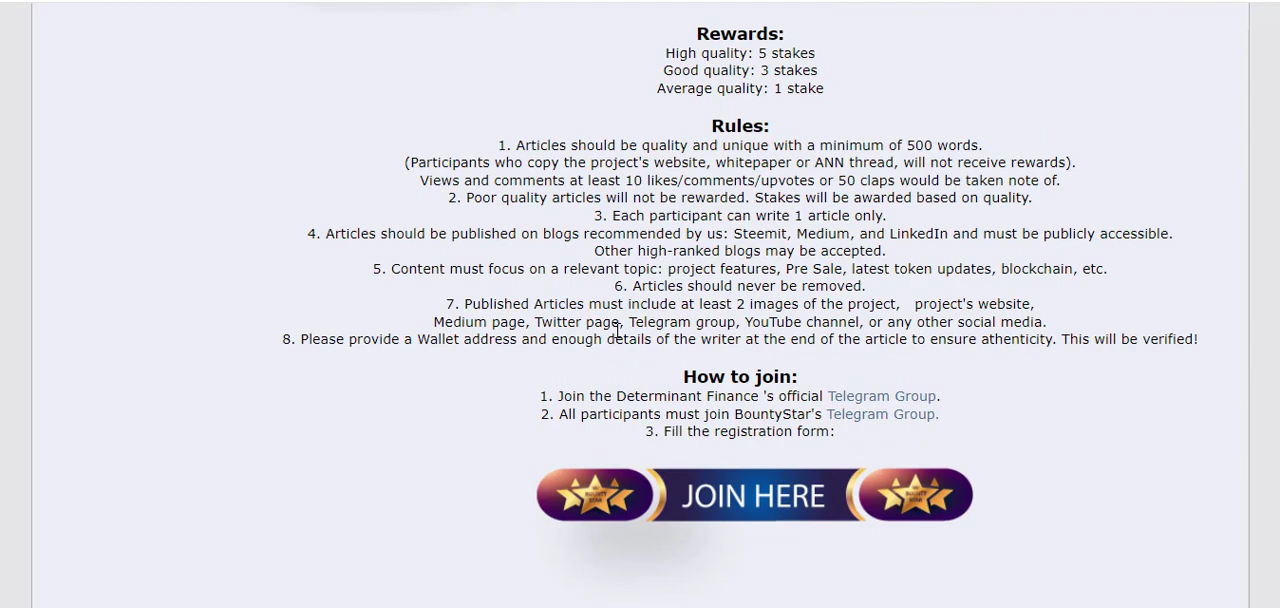 Rewards:
High quality: 5 stakes
Good quality: 3 stakes
Average quality: 1 stake
Rules:
1. Articles should be quality and unique with a minimum of 500 words.
(Participants who copy the project's website, whitepaper or ANN thread, will not receive rewards).
Views and comments at least 10 likes/comments/upvotes or 50 claps would be taken note of.
2. Poor quality articles will not be rewarded. Stakes will be awarded based on quality.
3. Each participant can write 1 article only.
4. Articles should be published on blogs recommended by us: Steemit, Medium, and LinkedIn and must be publicly accessible.
Other high-ranked blogs may be accepted.
5. Content must focus on a relevant topic: project features, Pre Sale, latest token updates, blockchain, etc.
6. Articles should never be removed.
7. Published Articles must include at least 2 images of the project,   project's website,
Medium page, Twitter page, Telegram group, YouTube channel, or any other social media.
8. Please provide a Wallet address and enough details of the writer at the end of the article to ensure athenticity. This will be verified!
How to join:
1. Join the Determinant Finance 's official Telegram Group.
2. All participants must join BountyStar's Telegram Group.
3. Fill the registration form:
BOUNTY STAR JOIN HERE BOUNTY STAR